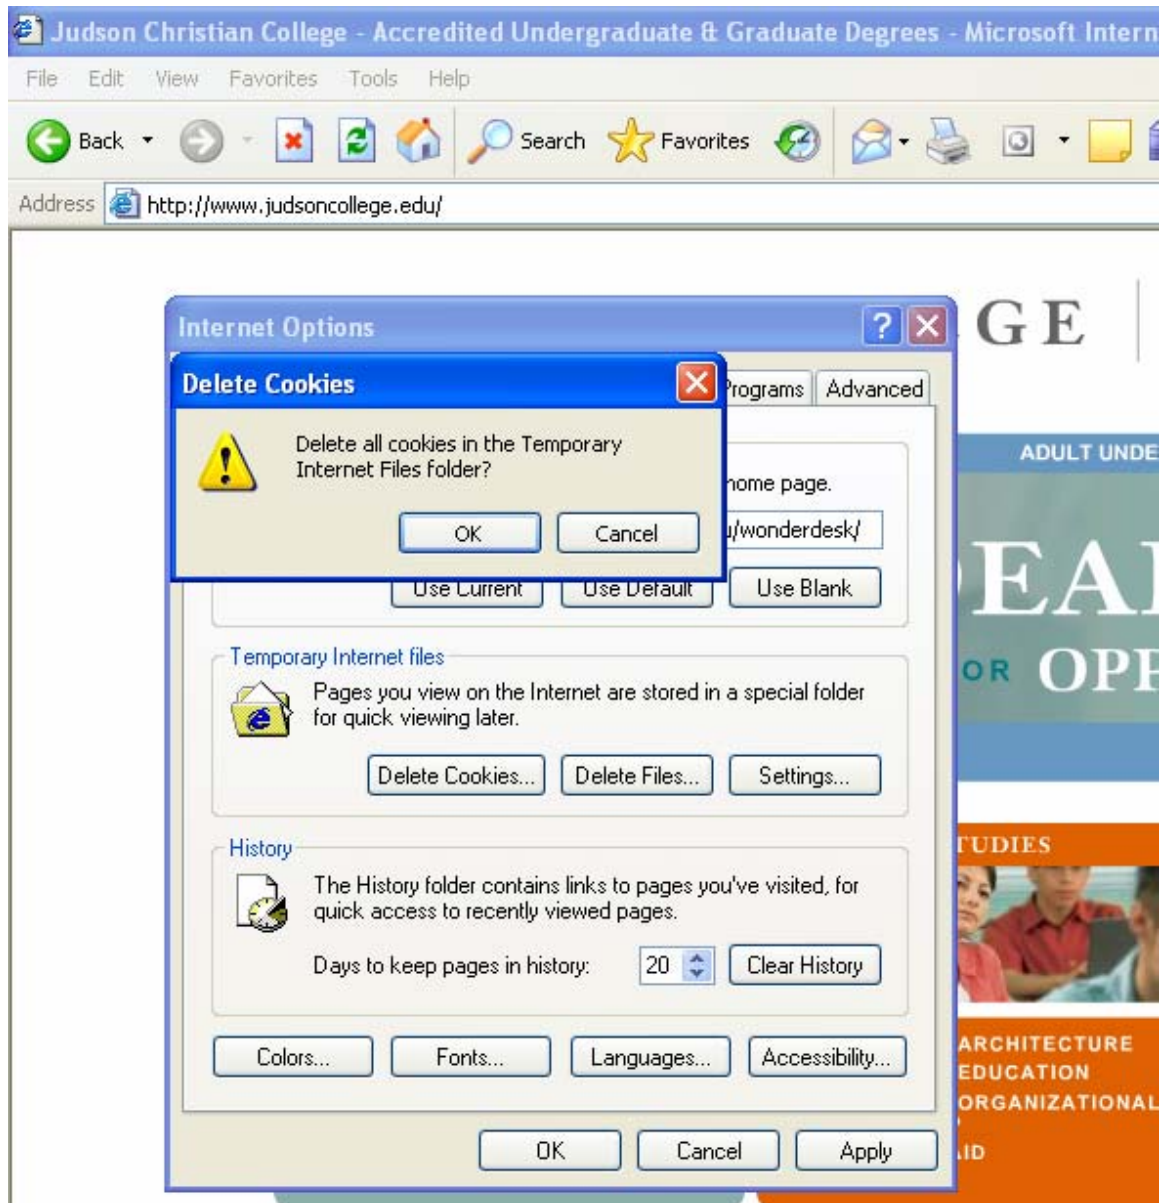 Judson Christian College - Accredited Undergraduate & Graduate Degrees - Microsoft Intern
File Edit View Favorites Tools Help
Back Search Favorites
Address http://www.judsoncollege.edu/
GE
Internet Options
Delete Cookies
Programs Advanced
Delete all cookies in the Temporary
Internet Files folder?
home page.
OK Cancel
/wonderdesk/
Use Current Use Default Use Blank
ADULT UNDE
DEAL
OR OPP
Temporary Internet files
Pages you view on the Internet are stored in a special folder
for quick viewing later.
Delete Cookies... Delete Files... Settings...
History
The History folder contains links to pages you've visited, for
quick access to recently viewed pages.
Days to keep pages in history: 20 Clear History
Colors... Fonts... Languages... Accessibility...
OK Cancel Apply
TUDIES
ARCHITECTURE
EDUCATION
ORGANIZATIONAL
AID